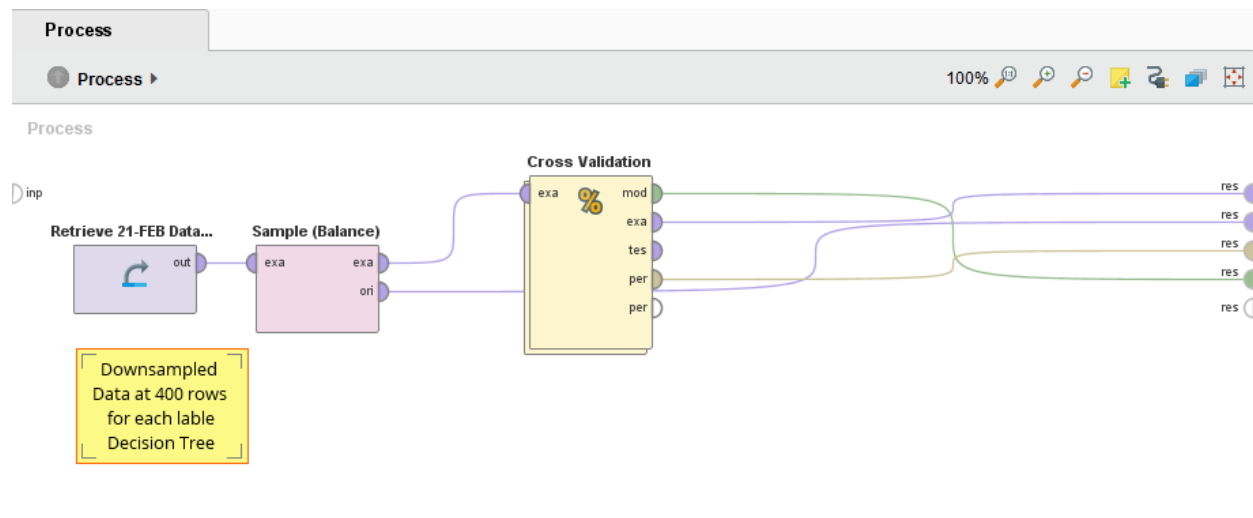 Process
Process
100%
Process
inp
Retrieve 21-FEB Data...
out
Sample (Balance)
exa
exa
ori
Cross Validation
exa
%
mod
exa
tes
per
per
res
res
res
res
res
Downsampled
Data at 400 rows
for each lable
Decision Tree